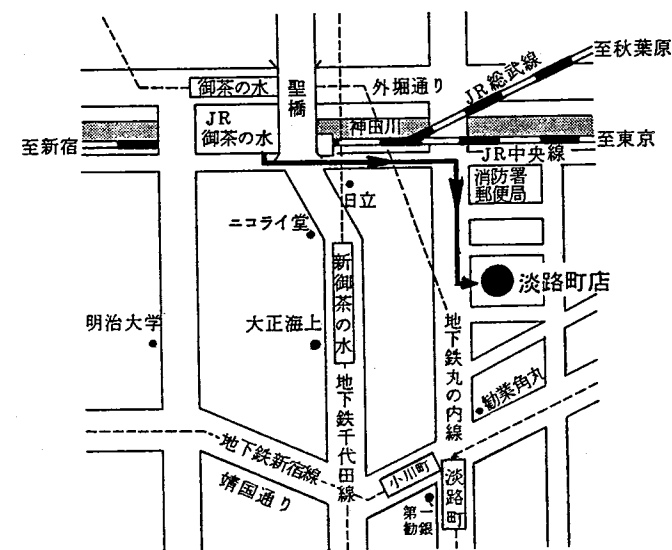 至秋葉原
JR総武線
御茶の水
聖橋
外堀通り
JR
御茶の水
神田川
至新宿
至東京
JR中央線
消防署
郵便局
日立
ニコライ堂
淡路町店
新御茶の水
明治大学
大正海上
地下鉄丸の内線
勧業角丸
地下鉄千代田線
地下鉄新宿線
小川町
淡路町
靖国通り
第一
勧銀